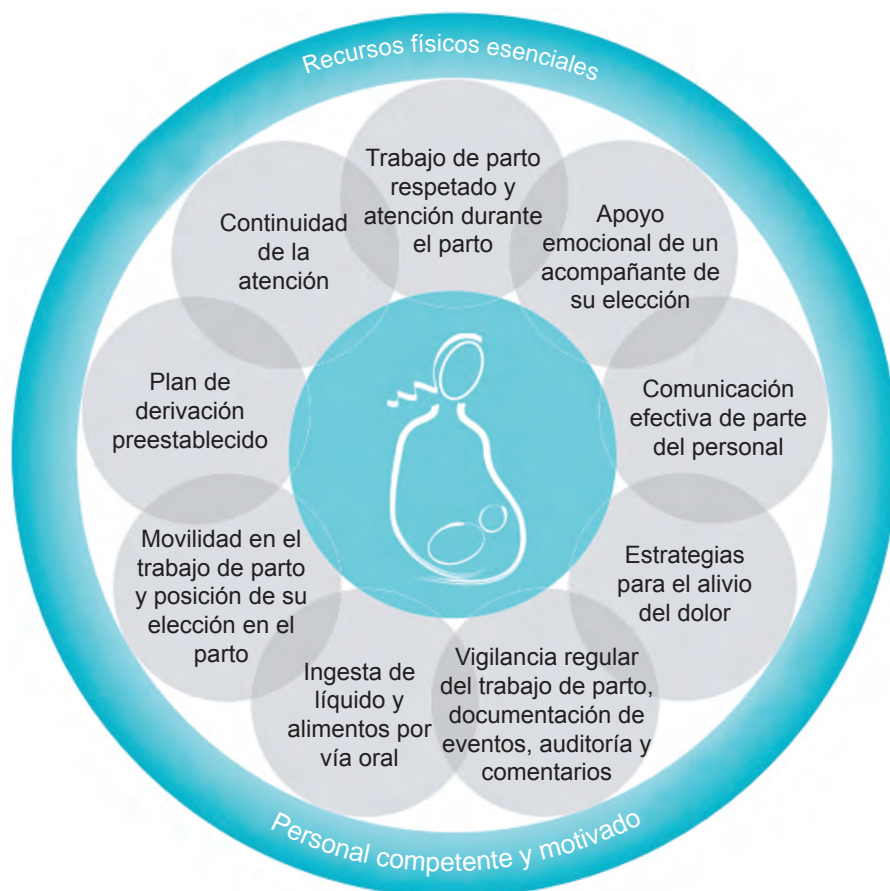 Recursos físicos esenciales
Trabajo de parto
respetado y
atención durante
el parto
Apoyo
emocional de un
acompañante de
su elección
Comunicación
efectiva de parte
del personal
Estrategias
para el alivio
del dolor
Vigilancia regular
del trabajo de parto,
documentación de
eventos, auditoría y
comentarios
Ingesta de
líquido y
alimentos por
vía oral
Movilidad en el
trabajo de parto
y posición de su
elección en el
parto
Plan de
derivación
preestablecido
Continuidad
de la
atención
Personal competente y motivado